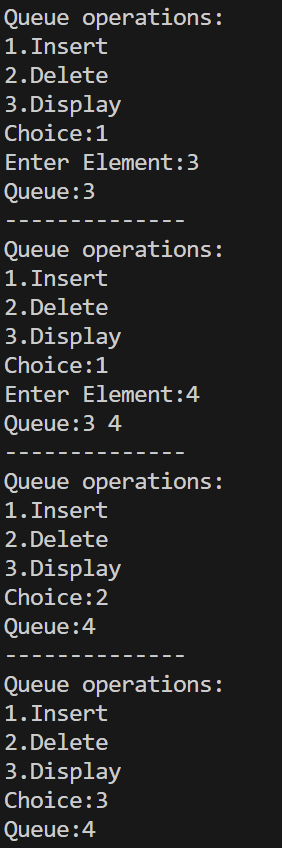 Queue operations:
1.Insert
2.Delete
3.Display
Choice:1
Enter Element:3
Queue:3
--------------
Queue operations:
1.Insert
2.Delete
3.Display
Choice:1
Enter Element:4
Queue:3 4
--------------
Queue operations:
1.Insert
2.Delete
3.Display
Choice:2
Queue:4
--------------
Queue operations:
1.Insert
2.Delete
3.Display
Choice:3
Queue:4